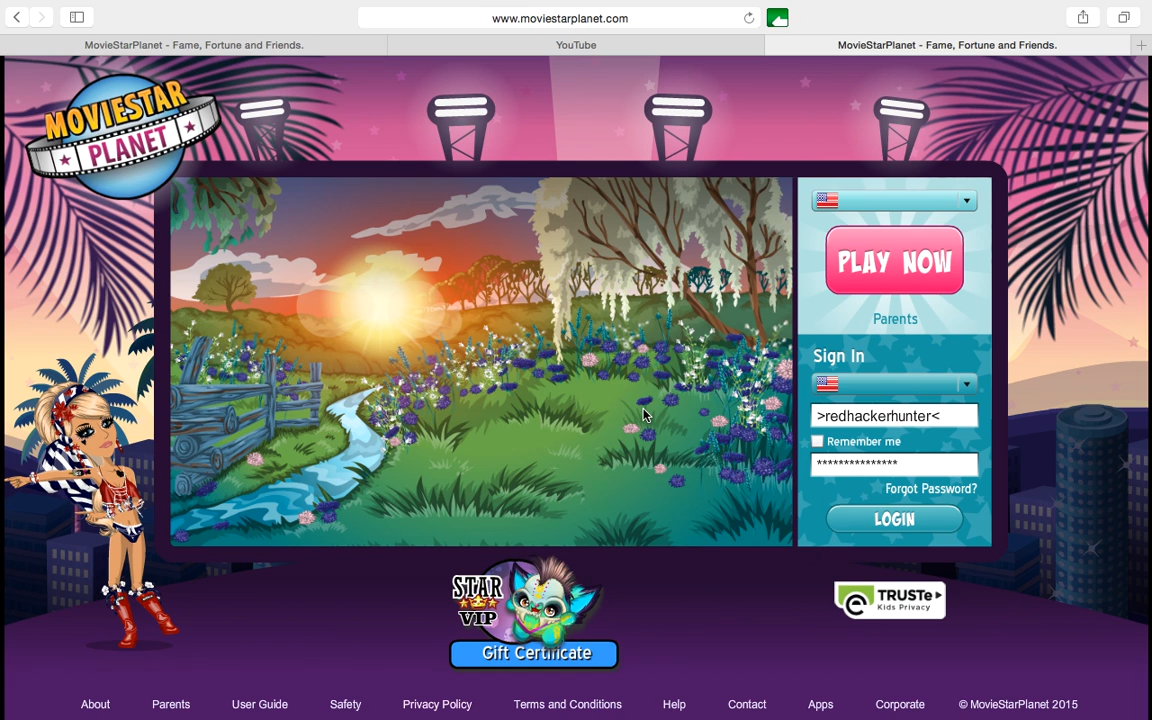 www.moviestarplanet.com
MovieStarPlanet - Fame, Fortune and Friends.
YouTube
MovieStarPlanet - Fame, Fortune and Friends.
MOVIESTAR
PLANET
PLAY NOW
Parents
Sign In
>redhackerhunter<
Remember me
***************
Forgot Password?
LOGIN
STAR
VIP
Gift Certificate
TRUSTe
Kids Privacy
About
Parents
User Guide
Safety
Privacy Policy
Terms and Conditions
Help
Contact
Apps
Corporate
© MovieStarPlanet 2015